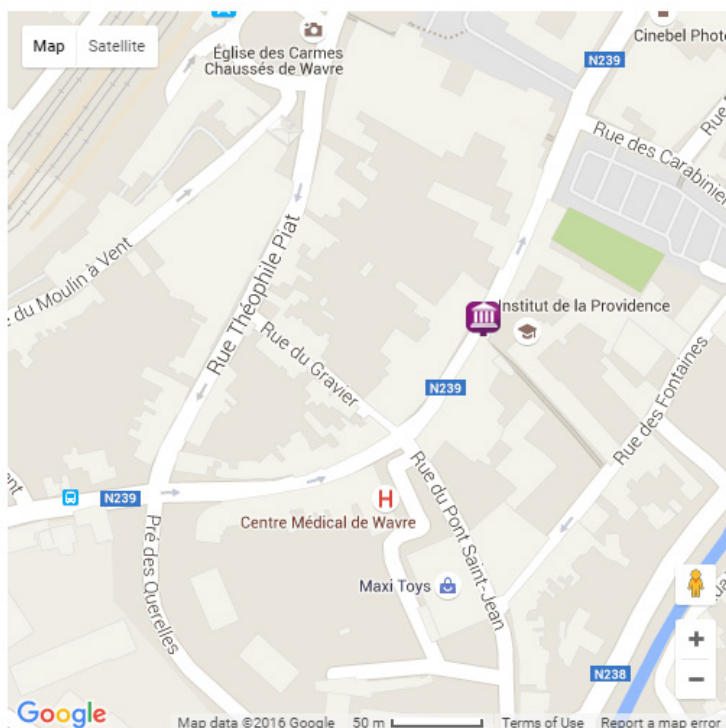 Map
Satellite
Église des Carmes
Chaussés de Wavre
Cinebel Phot
N239
Rue des Carabinier
Rue
e du Moulin à Vent
Rue Théophile Piat
Institut de la Providence
Rue du Gravier
N239
Rue des Fontaines
Rue du Pont Saint-Jean
N239
Centre Médical de Wavre
H
Pré des Querelles
Maxi Toys
N238
+
−
Google
Map data ©2016 Google
50 m
Terms of Use
Report a map error